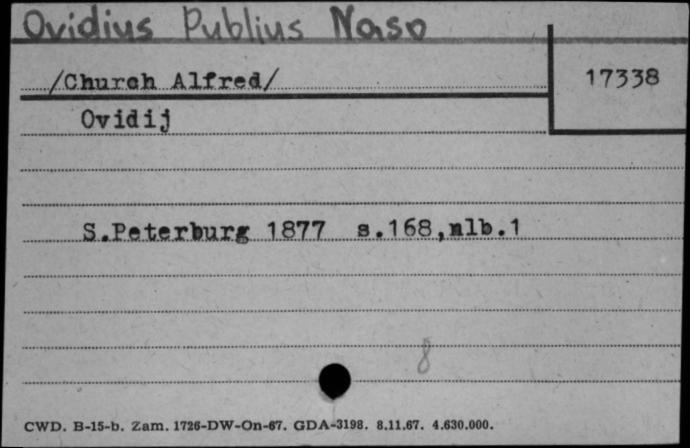 Ovidius Publius Naso
/Church Alfred/
17338
Ovidij
S.Peterburg 1877 s.168,nlb.1
8
CWD. B-15-b. Zam. 1726-DW-On-67. GDA-3198. 8.11.67. 4.630.000.